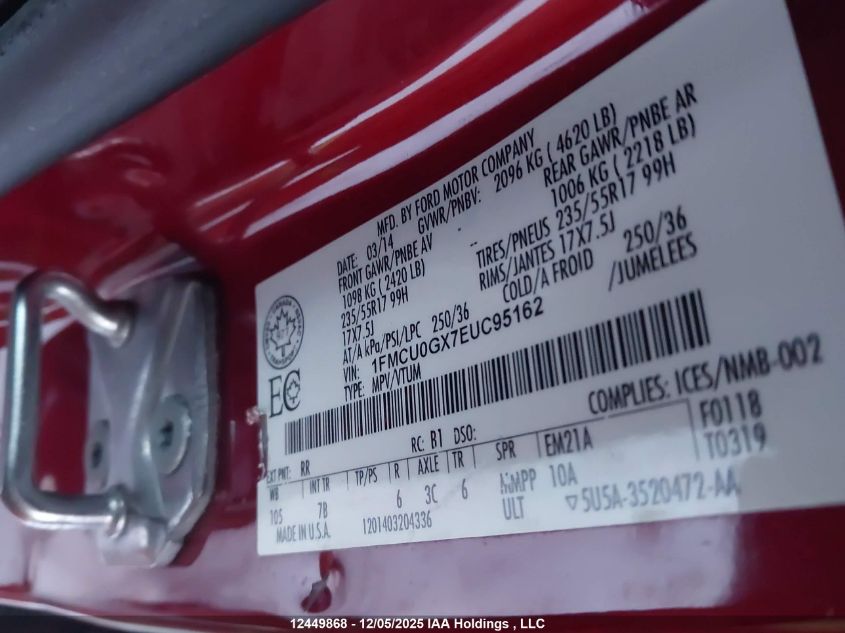 MFD. BY FORD MOTOR COMPANY
DATE: 03/14 GVWR/PNBV: 2096 KG ( 4620 LB)
FRONT GAWR/PNBE AV REAR GAWR/PNBE AR
1098 KG ( 2420 LB) 1006 KG ( 2218 LB)
235/55R17 99H TIRES/PNEUS 235/55R17 99H
17X7.5J RIMS/JANTES 17X7.5J
AT/A kPa/PSI/LPC 250/36 COLD/A FROID 250/36
VIN: 1FMCU0GX7EUC95162 /JUMELEES
TYPE: MPV/VTUM
EC
COMPLIES: ICES/NMB-002
RC: B1 DSO: F0118
EXT PNT: RR EM21A T0319
WB INT TR TP/PS R AXLE TR SPR
105 7B 6 3C 6 NMPP 10A
MADE IN U.S.A. 1201403204336 ULT 5U5A-3520472-AA
12449868 - 12/05/2025 IAA Holdings , LLC